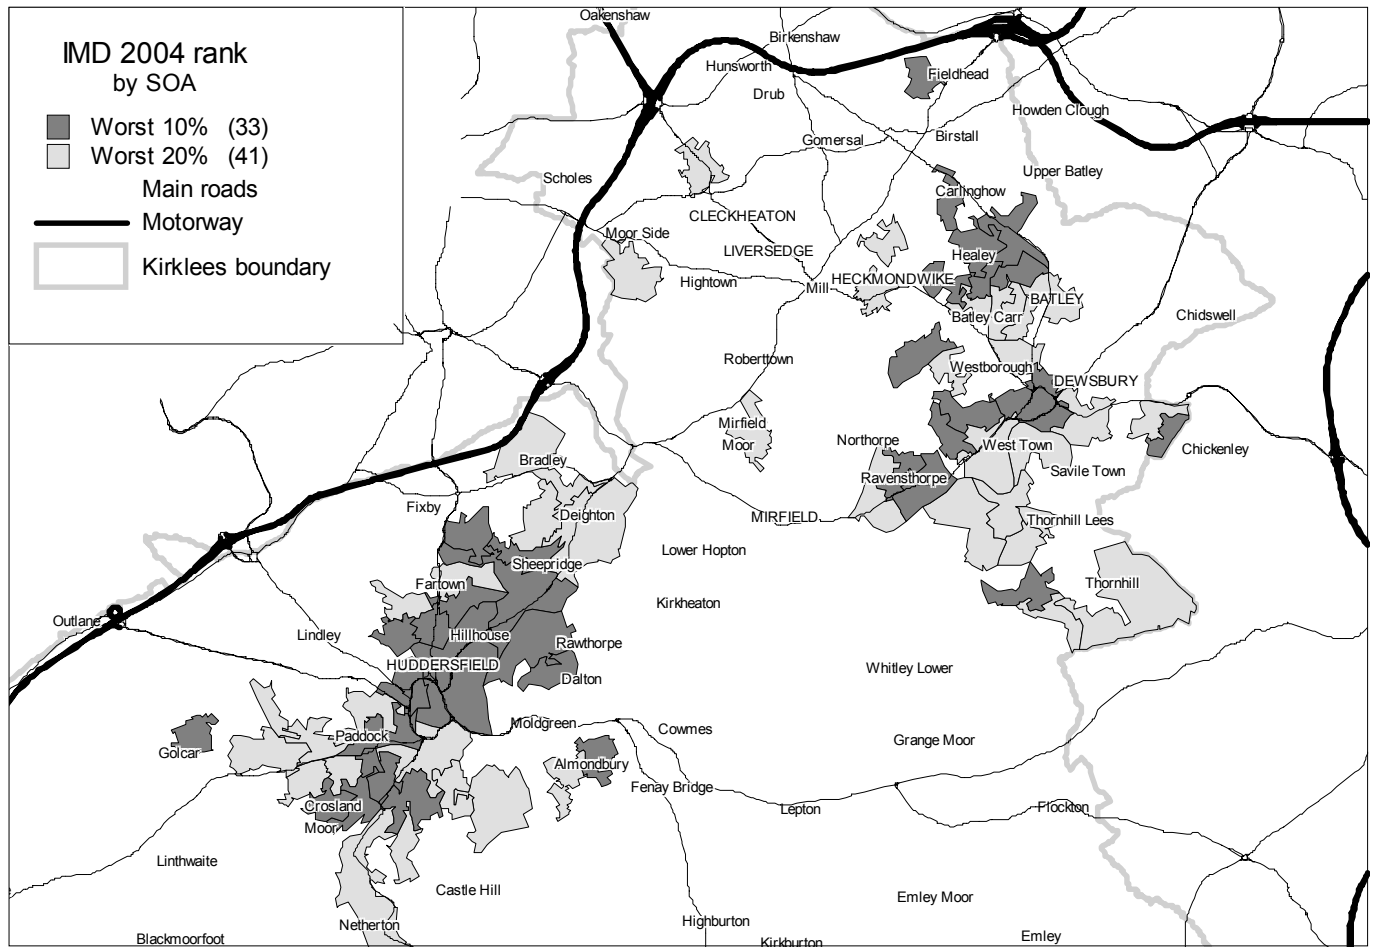 IMD 2004 rank
by SOA
Worst 10% (33)
Worst 20% (41)
Main roads
Motorway
Kirklees boundary
Oakenshaw
Birkenshaw
Hunsworth
Fieldhead
Drub
Howden Clough
Gomersal
Birstall
Scholes
Upper Batley
Carlinghow
CLECKHEATON
Moor Side
LIVERSEDGE
Healey
Hightown
HECKMONDWIKE
Mill
BATLEY
Batley Carr
Chidswell
Roberttown
Westborough
DEWSBURY
Mirfield
Moor
Northorpe
West Town
Chickenley
Bradley
Savile Town
Ravensthorpe
Fixby
Deighton
MIRFIELD
Thornhill Lees
Lower Hopton
Sheepridge
Fartown
Thornhill
Kirkheaton
Outlane
Lindley
Hillhouse
Rawthorpe
HUDDERSFIELD
Whitley Lower
Dalton
Moldgreen
Cowmes
Paddock
Grange Moor
Golcar
Almondbury
Fenay Bridge
Crosland
Moor
Lepton
Flockton
Linthwaite
Castle Hill
Emley Moor
Netherton
Highburton
Blackmoorfoot
Kirkburton
Emley